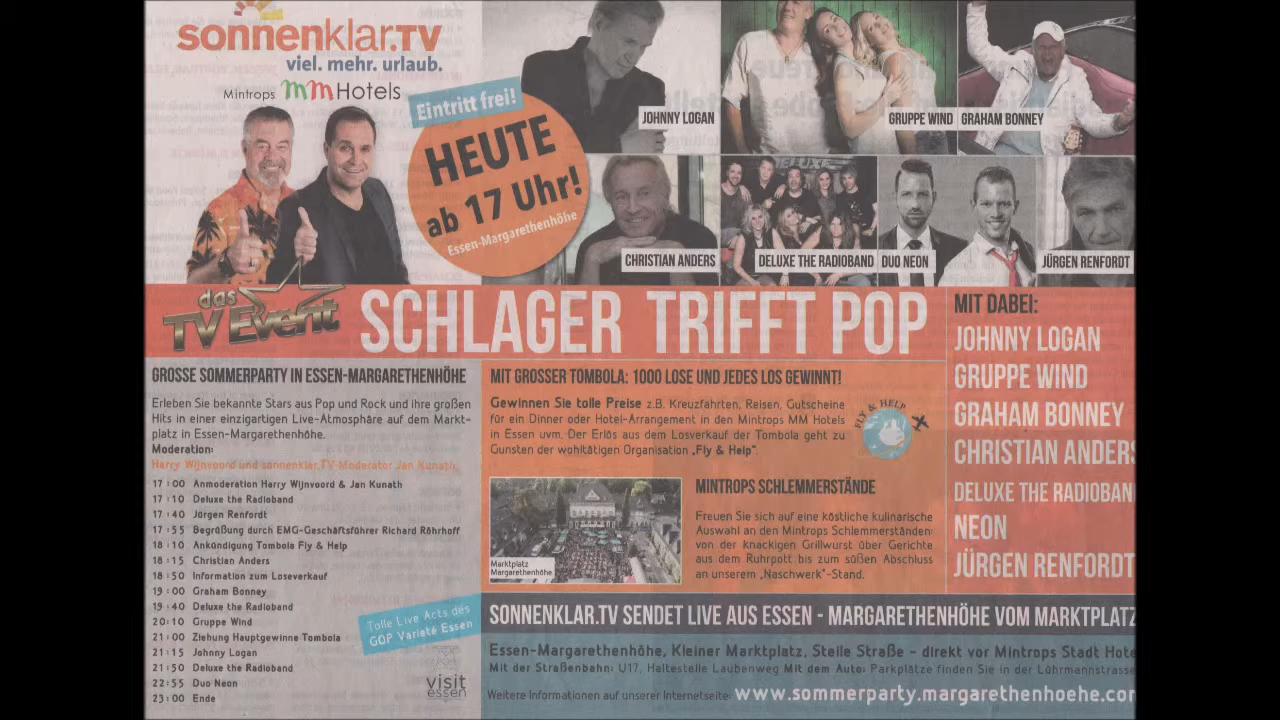 sonnenklar.TV
viel. mehr. urlaub.
Mintrops MM Hotels
Eintritt frei!
HEUTE
ab 17 Uhr!
Essen-Margarethenhöhe
JOHNNY LOGAN
GRUPPE WIND
GRAHAM BONNEY
CHRISTIAN ANDERS
DELUXE
DELUXE THE RADIOBAND
DUO NEON
JÜRGEN RENFORDT
das
TV Event
SCHLAGER TRIFFT POP
GROSSE SOMMERPARTY IN ESSEN-MARGARETHENHÖHE
Erleben Sie bekannte Stars aus Pop und Rock und ihre großen
Hits in einer einzigartigen Live-Atmosphäre auf dem Markt-
platz in Essen-Margarethenhöhe.
Moderation:
Harry Wijnvoord und sonnenklar.TV-Moderator Jan Kunath.
17:00 Anmoderation Harry Wijnvoord & Jan Kunath
17:10 Deluxe the Radioband
17:40 Jürgen Renfordt
17:55 Begrüßung durch EMG-Geschäftsführer Richard Röhrhoff
18:10 Ankündigung Tombola Fly & Help
18:15 Christian Anders
18:50 Information zum Loseverkauf
19:00 Graham Bonney
19:40 Deluxe the Radioband
20:10 Gruppe Wind
21:00 Ziehung Hauptgewinne Tombola
21:15 Johnny Logan
21:50 Deluxe the Radioband
22:55 Duo Neon
23:00 Ende
Tolle Live Acts des
GOP Varieté Essen
visit
essen
MIT GROSSER TOMBOLA: 1000 LOSE UND JEDES LOS GEWINNT!
Gewinnen Sie tolle Preise z.B. Kreuzfahrten, Reisen, Gutscheine
für ein Dinner oder Hotel-Arrangement in den Mintrops MM Hotels
in Essen uvm. Der Erlös aus dem Losverkauf der Tombola geht zu
Gunsten der wohltätigen Organisation „Fly & Help".
FLY & HELP
MINTROPS SCHLEMMERSTÄNDE
Freuen Sie sich auf eine köstliche kulinarische
Auswahl an den Mintrops Schlemmerständen:
von der knackigen Grillwurst über Gerichte
aus dem Ruhrpott bis zum süßen Abschluss
an unserem „Naschwerk"-Stand.
Marktplatz
Margarethenhöhe
MIT DABEI:
JOHNNY LOGAN
GRUPPE WIND
GRAHAM BONNEY
CHRISTIAN ANDERS
DELUXE THE RADIOBAN
NEON
JÜRGEN RENFORDT
SONNENKLAR.TV SENDET LIVE AUS ESSEN - MARGARETHENHÖHE VOM MARKTPLATZ
Essen-Margarethenhöhe, Kleiner Marktplatz, Steile Straße – direkt vor Mintrops Stadt Hote
Mit der Straßenbahn: U17, Haltestelle Laubenweg Mit dem Auto: Parkplätze finden Sie in der Lührmannstrasse
Weitere Informationen auf unserer Internetseite: www.sommerparty.margarethenhoehe.com